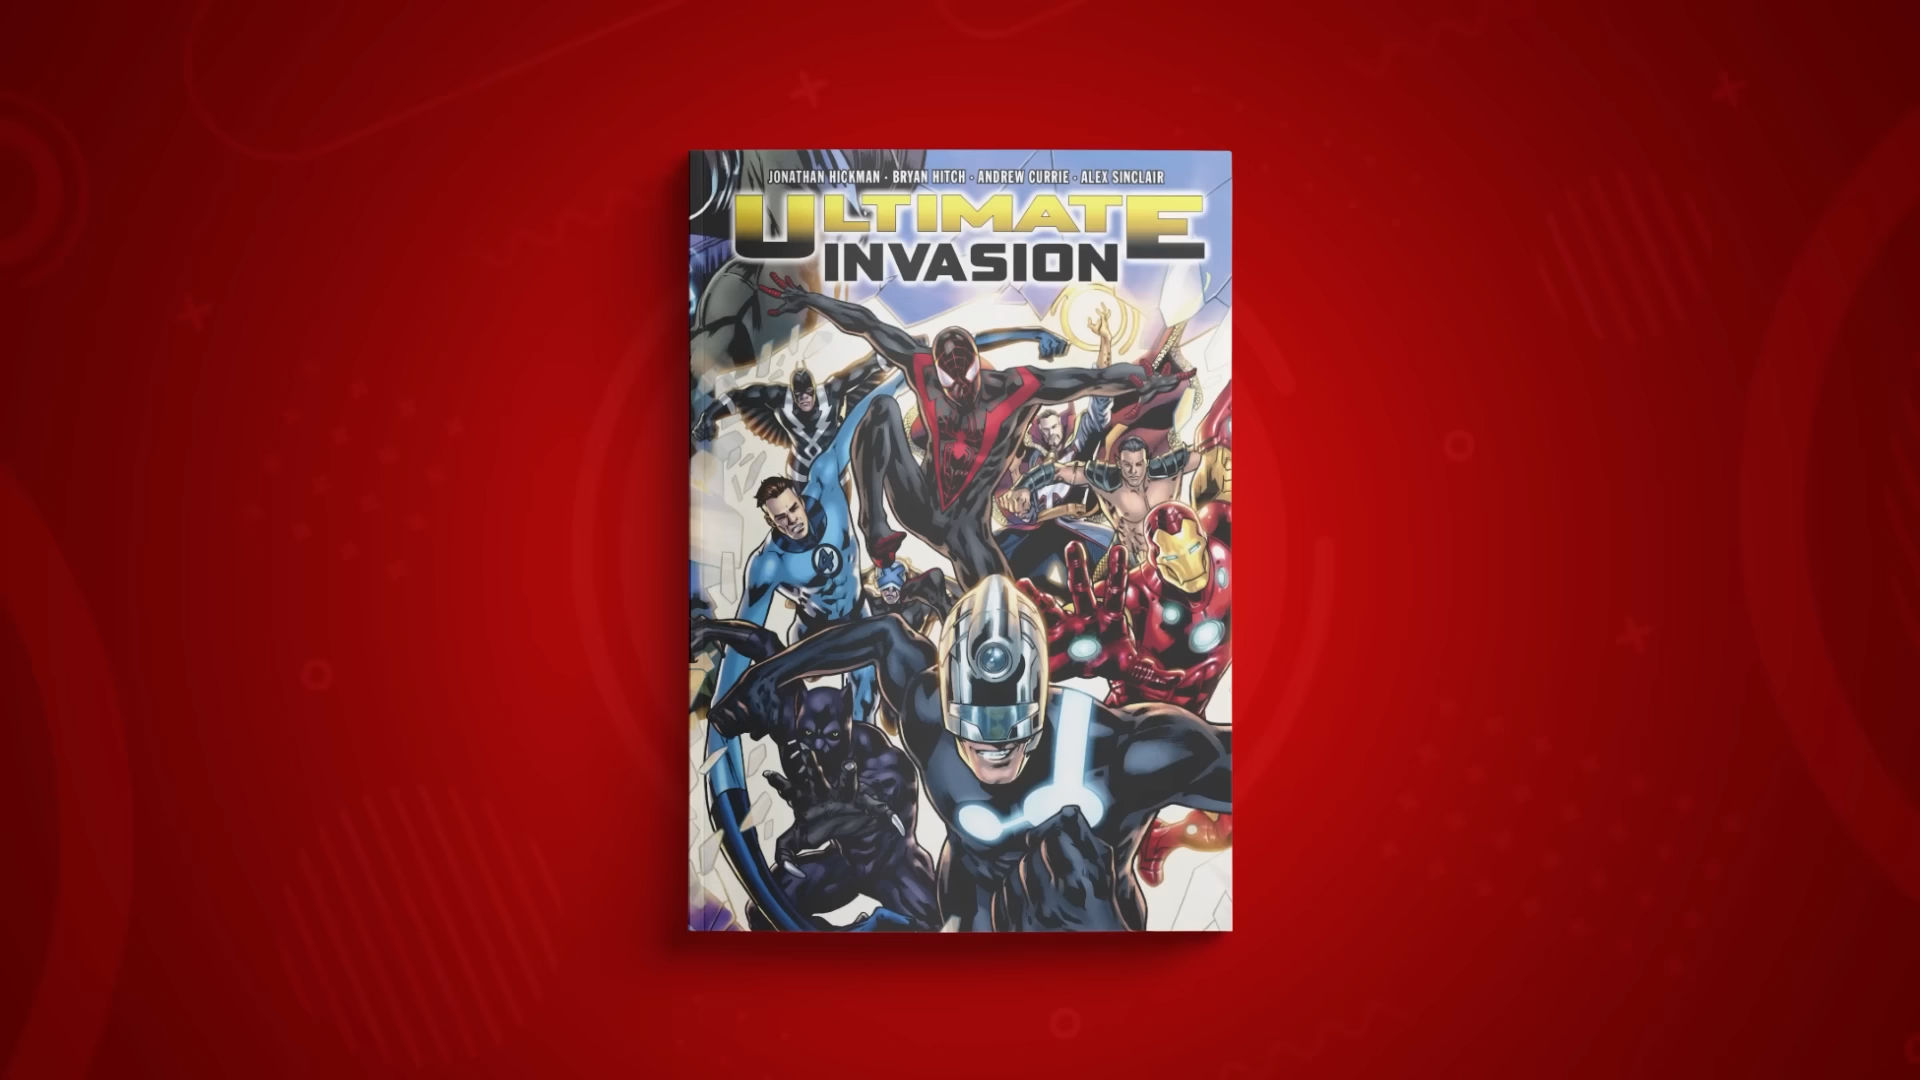 JONATHAN HICKMAN · BRYAN HITCH · ANDREW CURRIE · ALEX SINCLAIR
ULTIMATE
INVASION